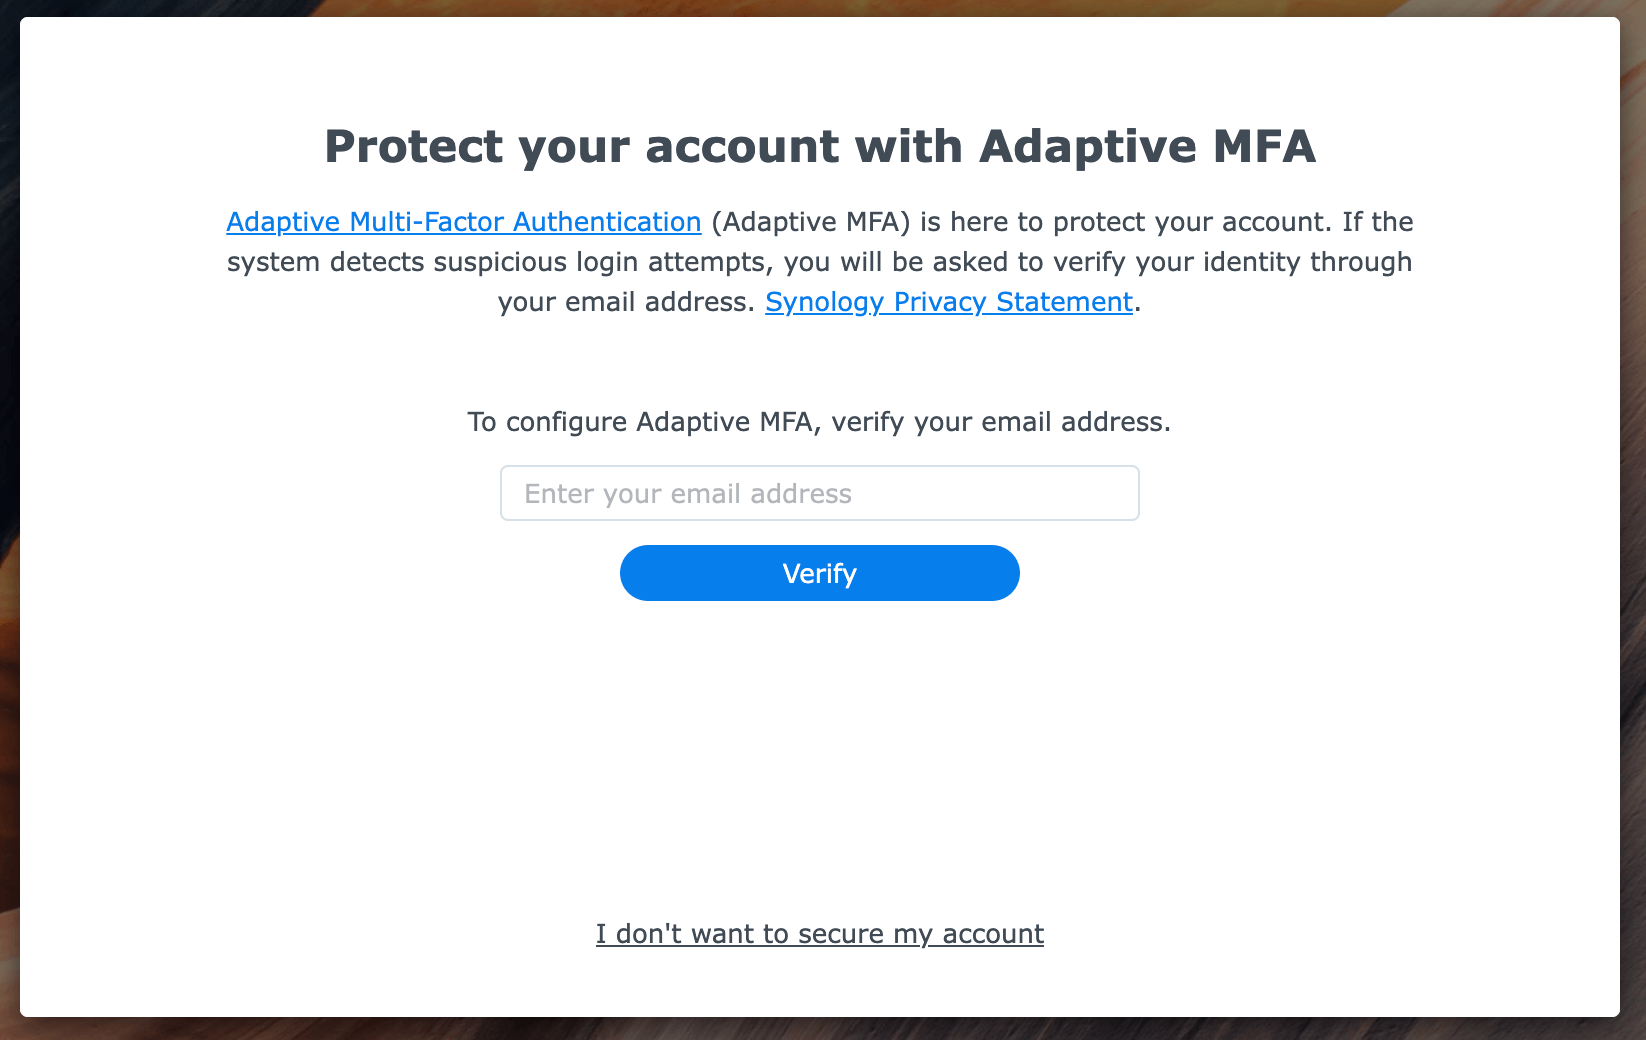 Protect your account with Adaptive MFA
Adaptive Multi-Factor Authentication (Adaptive MFA) is here to protect your account. If the
system detects suspicious login attempts, you will be asked to verify your identity through
your email address. Synology Privacy Statement.
To configure Adaptive MFA, verify your email address.
Enter your email address
Verify
I don't want to secure my account